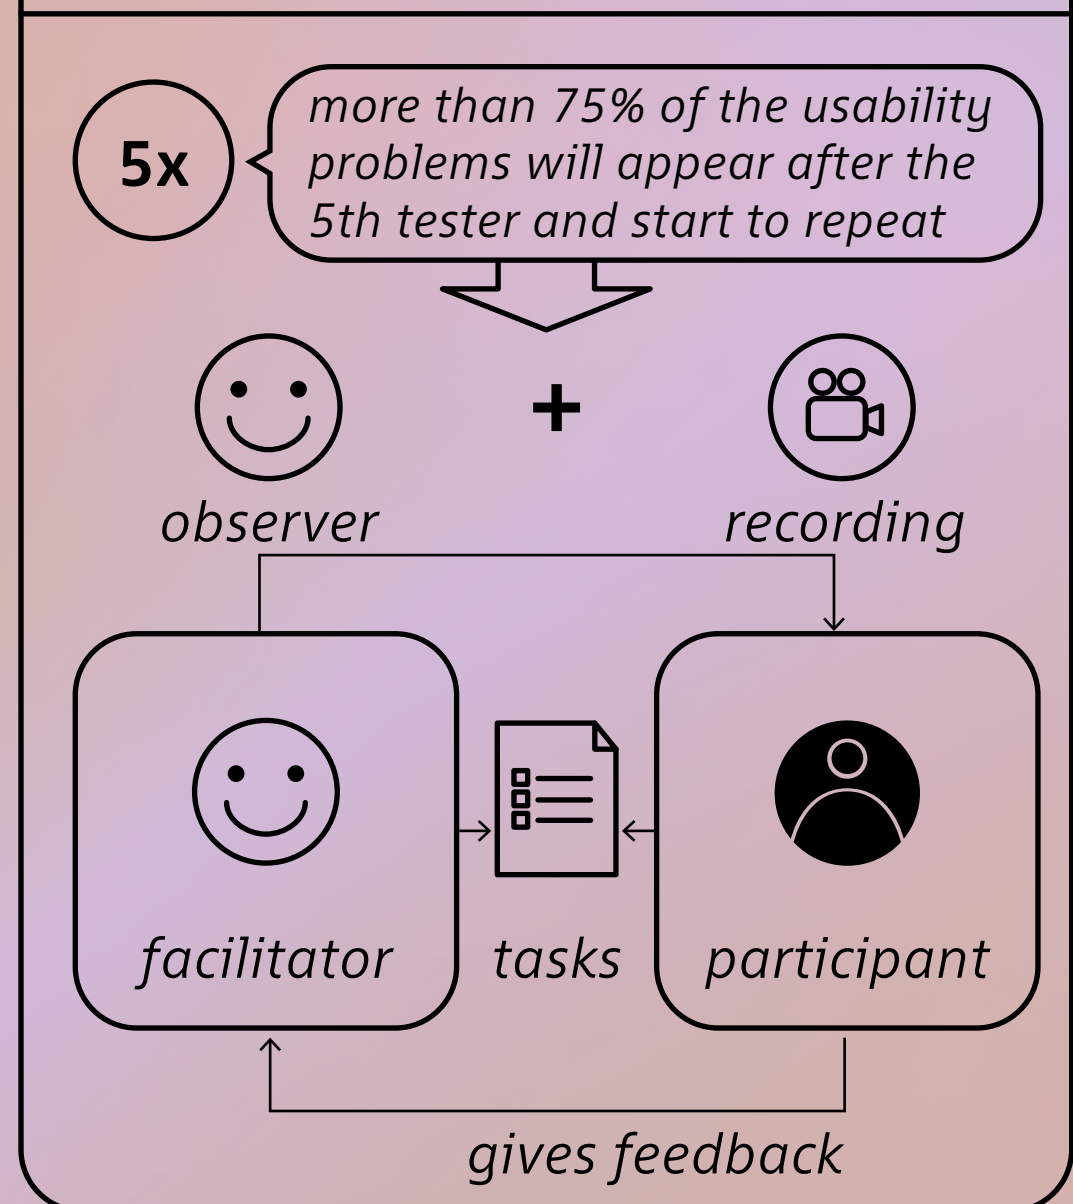 5x
more than 75% of the usability
problems will appear after the
5th tester and start to repeat
+
observer
recording
facilitator
tasks
participant
gives feedback